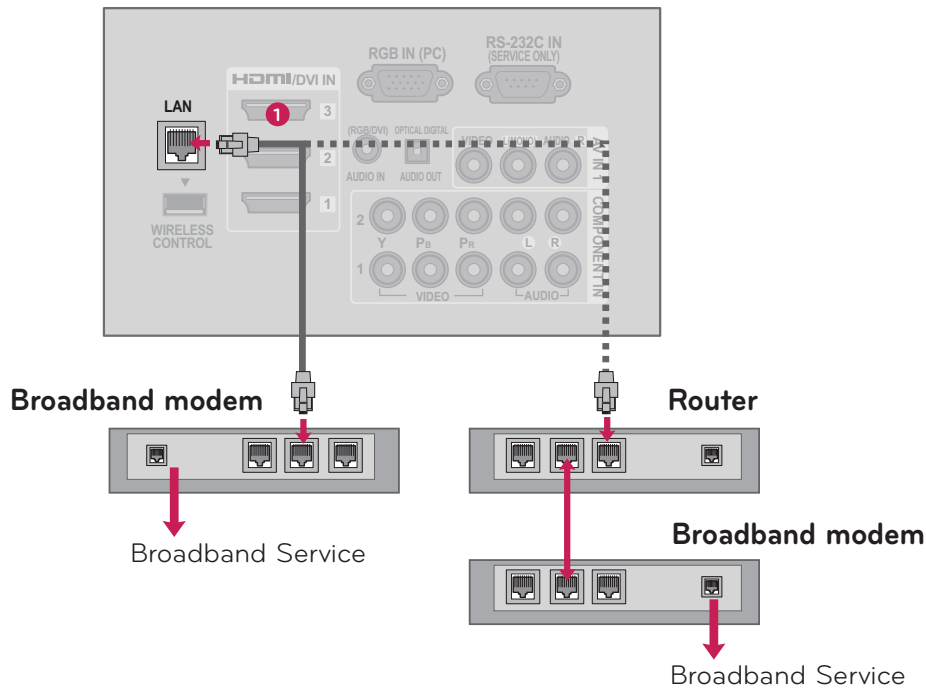 RGB IN (PC)
RS-232C IN
(SERVICE ONLY)
HDMI/DVI IN
LAN
1
3
2
1
(RGB/DVI)
AUDIO IN
OPTICAL DIGITAL
AUDIO OUT
VIDEO L(MONO) AUDIO R
AV IN 1
WIRELESS
CONTROL
2
Y PB PR L R
1
VIDEO AUDIO
COMPONENT IN
Broadband modem
Router
Broadband Service
Broadband modem
Broadband Service